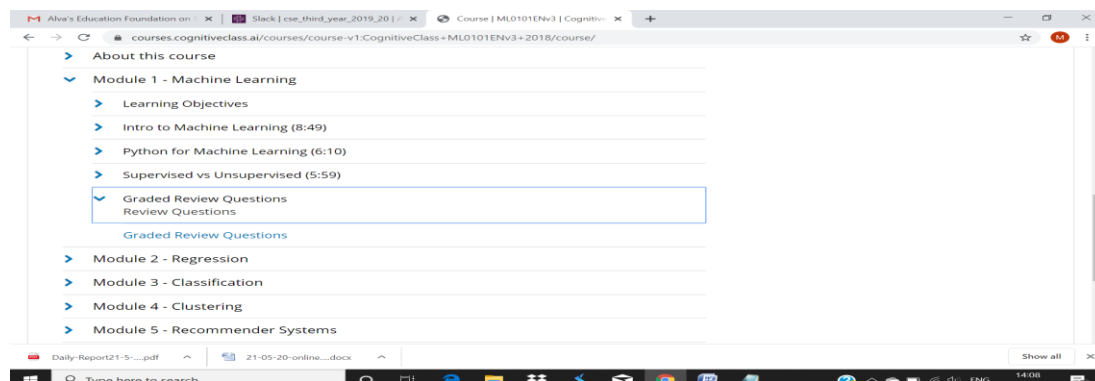 Alva's Education Foundation on
Slack | cse_third_year_2019_20 |
Course | ML0101ENv3 | Cognitive
courses.cognitiveclass.ai/courses/course-v1:CognitiveClass+ML0101ENv3+2018/course/
M
About this course
Module 1 - Machine Learning
Learning Objectives
Intro to Machine Learning (8:49)
Python for Machine Learning (6:10)
Supervised vs Unsupervised (5:59)
Graded Review Questions
Review Questions
Graded Review Questions
Module 2 - Regression
Module 3 - Classification
Module 4 - Clustering
Module 5 - Recommender Systems
Daily-Report21-5-....pdf
21-05-20-online....docx
Show all
Type here to search
ENG
14:08